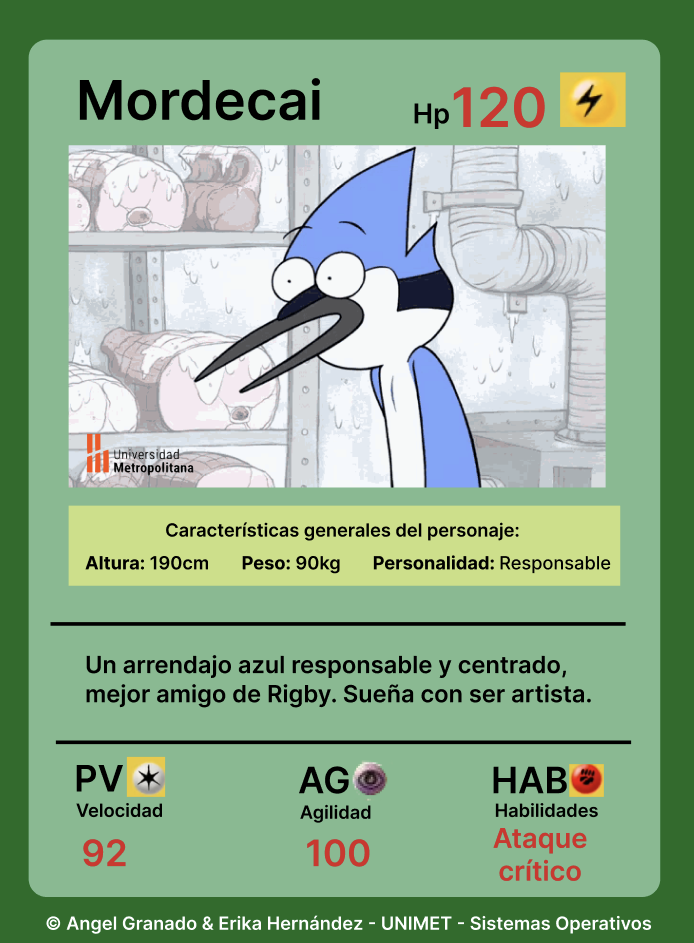 Mordecai
Hp 120
Universidad
Metropolitana
Características generales del personaje:
Altura: 190cm Peso: 90kg Personalidad: Responsable
Un arrendajo azul responsable y centrado,
mejor amigo de Rigby. Sueña con ser artista.
PV AG HAB
Velocidad Agilidad Habilidades
92 100 Ataque
crítico
© Angel Granado & Erika Hernández - UNIMET - Sistemas Operativos